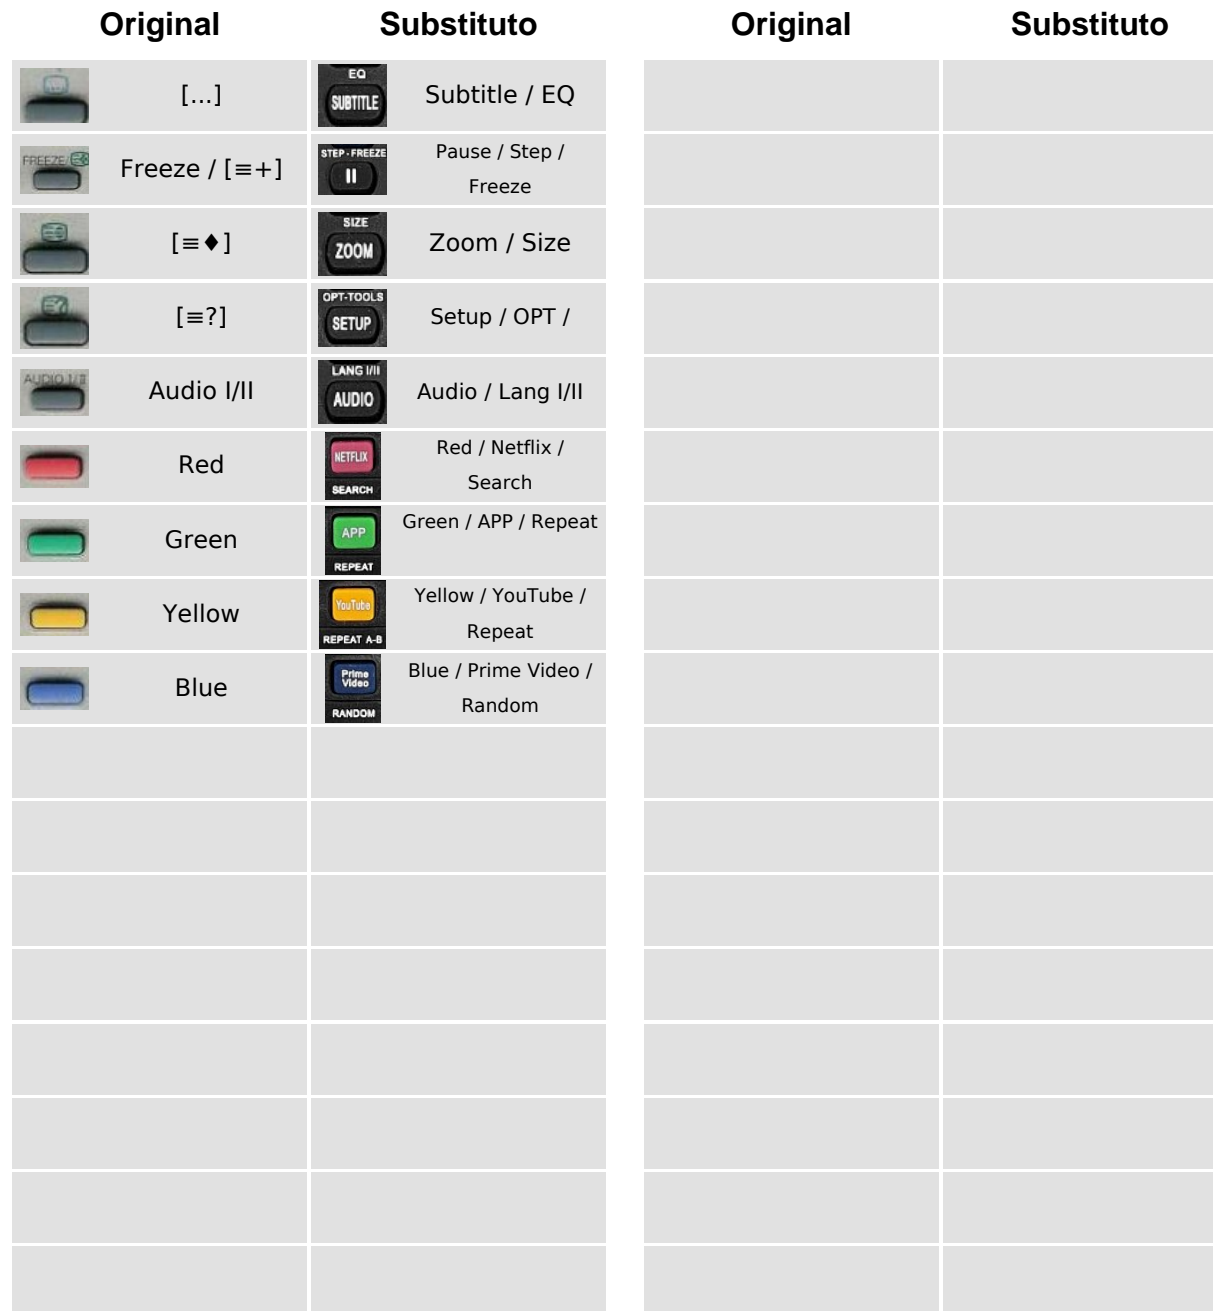 Original Substituto Original Substituto
[...] EQ SUBTITLE Subtitle / EQ
FREEZE/ Freeze / [≡+] STEP-FREEZE Pause / Step /
Freeze
[≡♦] SIZE ZOOM Zoom / Size
[≡?] OPT-TOOLS SETUP Setup / OPT /
AUDIO I/II Audio I/II LANG I/II AUDIO Audio / Lang I/II
Red NETFLIX SEARCH Red / Netflix /
Search
Green APP REPEAT Green / APP / Repeat
Yellow YouTube REPEAT A-B Yellow / YouTube /
Repeat
Blue Prime Video RANDOM Blue / Prime Video /
Random